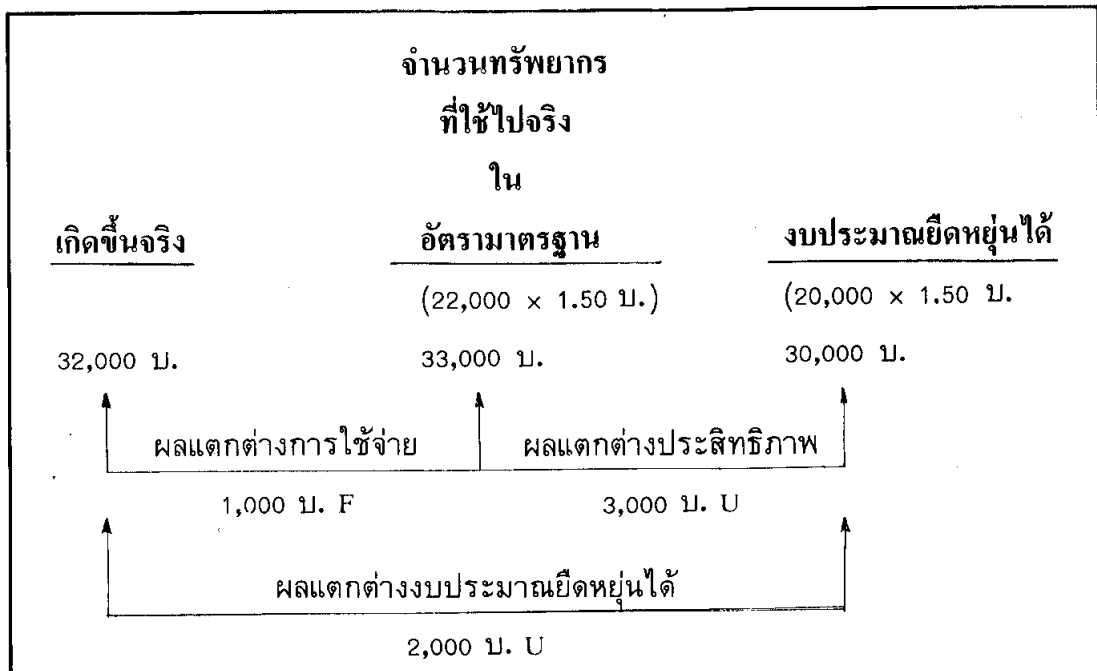 จำนวนทรัพยากร
ที่ใช้ไปจริง
ใน
เกิดขึ้นจริง อัตรามาตรฐาน งบประมาณยืดหยุ่นได้
(22,000 × 1.50 บ.) (20,000 × 1.50 บ.
32,000 บ. 33,000 บ. 30,000 บ.
ผลแตกต่างการใช้จ่าย ผลแตกต่างประสิทธิภาพ
1,000 บ. F 3,000 บ. U
ผลแตกต่างงบประมาณยืดหยุ่นได้
2,000 บ. U